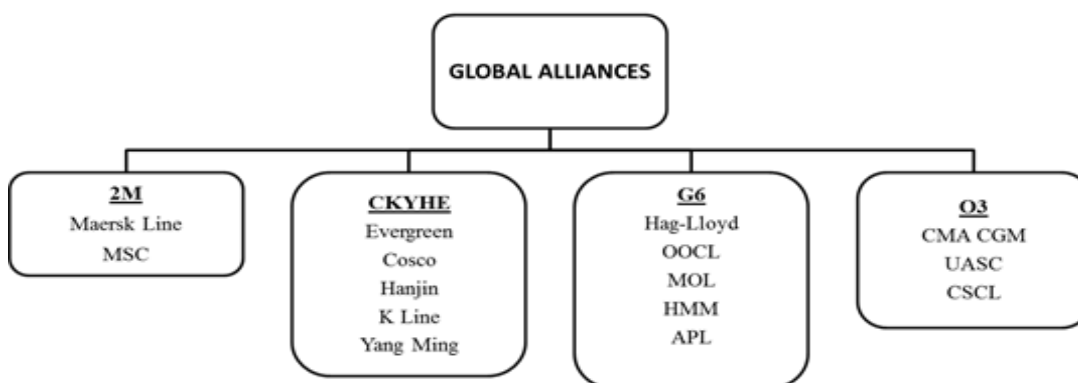 GLOBAL ALLIANCES
2M
Maersk Line
MSC
CKYHE
Evergreen
Cosco
Hanjin
K Line
Yang Ming
G6
Hag-Lloyd
OOCL
MOL
HMM
APL
O3
CMA CGM
UASC
CSCL